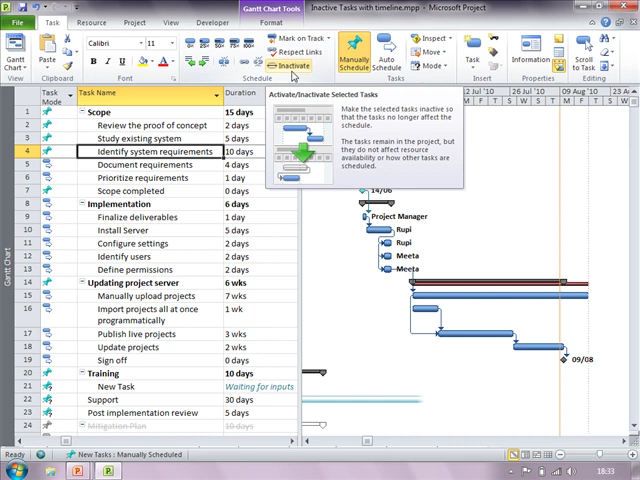 Gantt Chart Tools
Inactive Tasks with timeline.mpp - Microsoft Project
File
Task
Resource
Project
View
Developer
Format
Gantt
Chart
Paste
Calibri
11
B
I
U
Mark on Track
Respect Links
Inactivate
Manually
Schedule
Auto
Schedule
Inspect
Move
Mode
Task
Information
Scroll
to Task
View
Clipboard
Font
Schedule
Tasks
Insert
Properties
Editing
Activate/Inactivate Selected Tasks
Make the selected tasks inactive so
that the tasks no longer affect the
schedule.
The tasks remain in the project, but
they do not affect resource
availability or how other tasks are
scheduled.
Task
Mode
Task Name
Duration
12 Jul '10
26 Jul '10
09 Aug '10
1 Scope 15 days
2 Review the proof of concept 2 days
3 Study existing system 5 days
4 Identify system requirements 10 days
5 Document requirements 4 days
6 Prioritize requirements 1 days
7 Scope completed 0 days
14/06
8 Implementation 6 days
9 Finalize deliverables 1 day
Project Manager
10 Install Server 5 days
Rupi
11 Configure settings 2 days
Rupi
12 Identify users 2 days
Meeta
13 Define permissions 2 days
Meeta
14 Updating project server 6 wks
15 Manually upload projects 7 wks
16 Import projects all at once 1 wk
programmatically
17 Publish live projects 3 wks
18 Update projects 2 wks
19 Sign off 0 days
09/08
20 Training 10 days
21 New Task Waiting for inputs
22 Support 30 days
23 Post implementation review 5 days
24 Mitigation Plan 10 days
Gantt Chart
Ready
New Tasks : Manually Scheduled
18:33